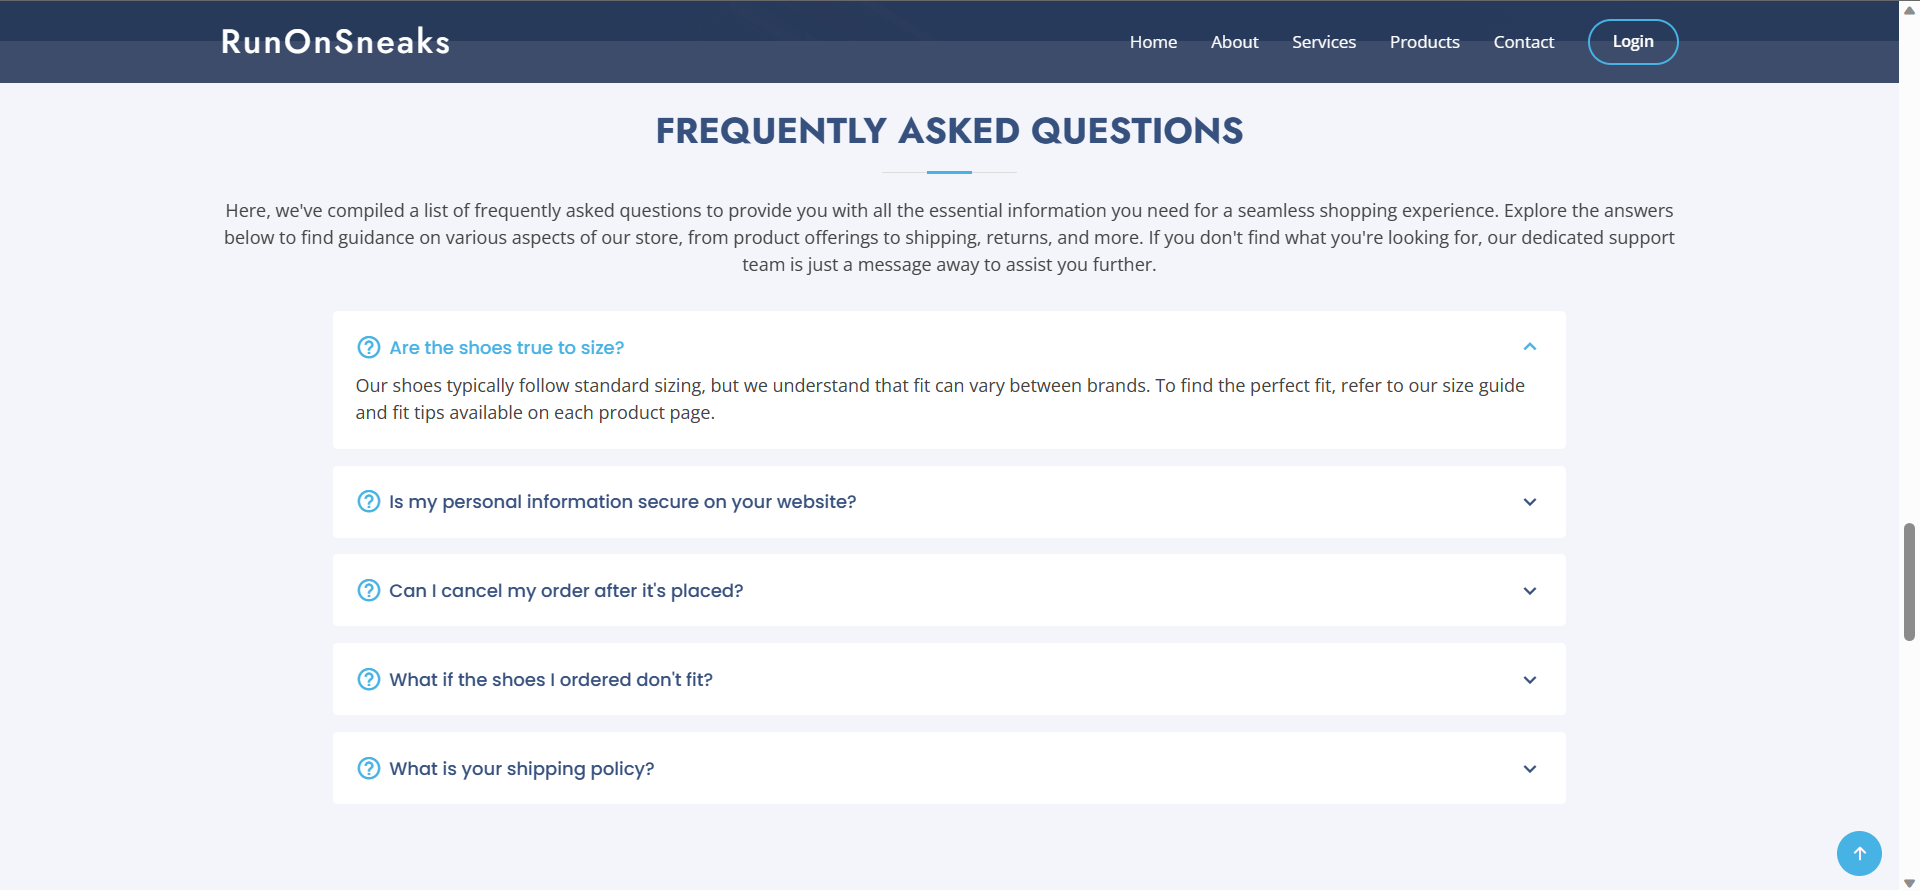 RunOnSneaks
Home About Services Products Contact Login
FREQUENTLY ASKED QUESTIONS
Here, we've compiled a list of frequently asked questions to provide you with all the essential information you need for a seamless shopping experience. Explore the answers
below to find guidance on various aspects of our store, from product offerings to shipping, returns, and more. If you don't find what you're looking for, our dedicated support
team is just a message away to assist you further.
Are the shoes true to size?
Our shoes typically follow standard sizing, but we understand that fit can vary between brands. To find the perfect fit, refer to our size guide
and fit tips available on each product page.
Is my personal information secure on your website?
Can I cancel my order after it's placed?
What if the shoes I ordered don't fit?
What is your shipping policy?